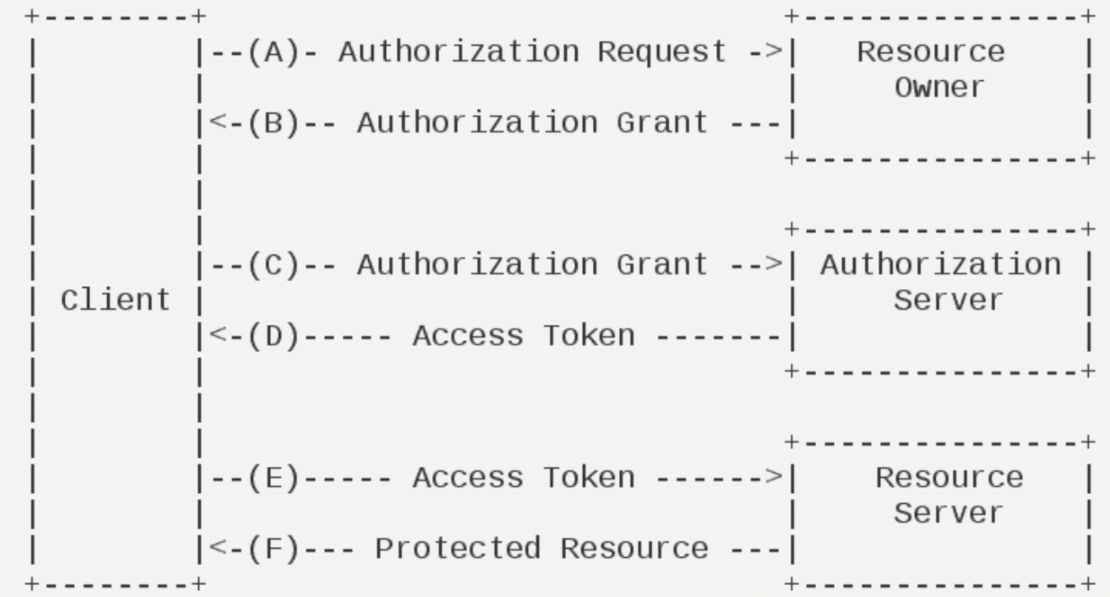 +--------+                               +---------------+
|        |--(A)- Authorization Request ->|   Resource    |
|        |                               |     Owner     |
|        |<-(B)-- Authorization Grant ---|               |
|        |                               +---------------+
|        |
|        |                               +---------------+
|        |--(C)-- Authorization Grant -->| Authorization |
| Client |                               |     Server    |
|        |<-(D)----- Access Token -------|               |
|        |                               +---------------+
|        |
|        |                               +---------------+
|        |--(E)----- Access Token ------>|    Resource   |
|        |                               |     Server    |
|        |<-(F)--- Protected Resource ---|               |
+--------+                               +---------------+